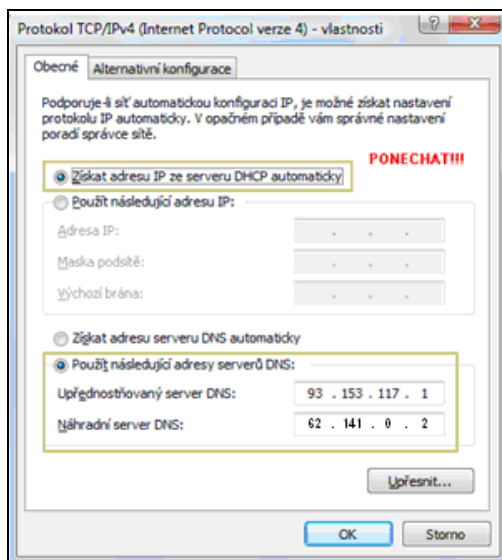 Protokol TCP/IPv4 (Internet Protocol verze 4) - vlastnosti
Obecné
Alternativní konfigurace
Podporuje-li síť automatickou konfiguraci IP, je možné získat nastavení
protokolu IP automaticky. V opačném případě vám správné nastavení
poradí správce sítě.
PONECHAT!!!
Získat adresu IP ze serveru DHCP automaticky
Použít následující adresu IP:
Adresa IP:
Maska podsítě:
Výchozí brána:
Získat adresu serveru DNS automaticky
Použít následující adresy serverů DNS:
Upřednostňovaný server DNS: 93 . 153 . 117 . 1
Náhradní server DNS: 62 . 141 . 0 . 2
Upřesnit...
OK Storno